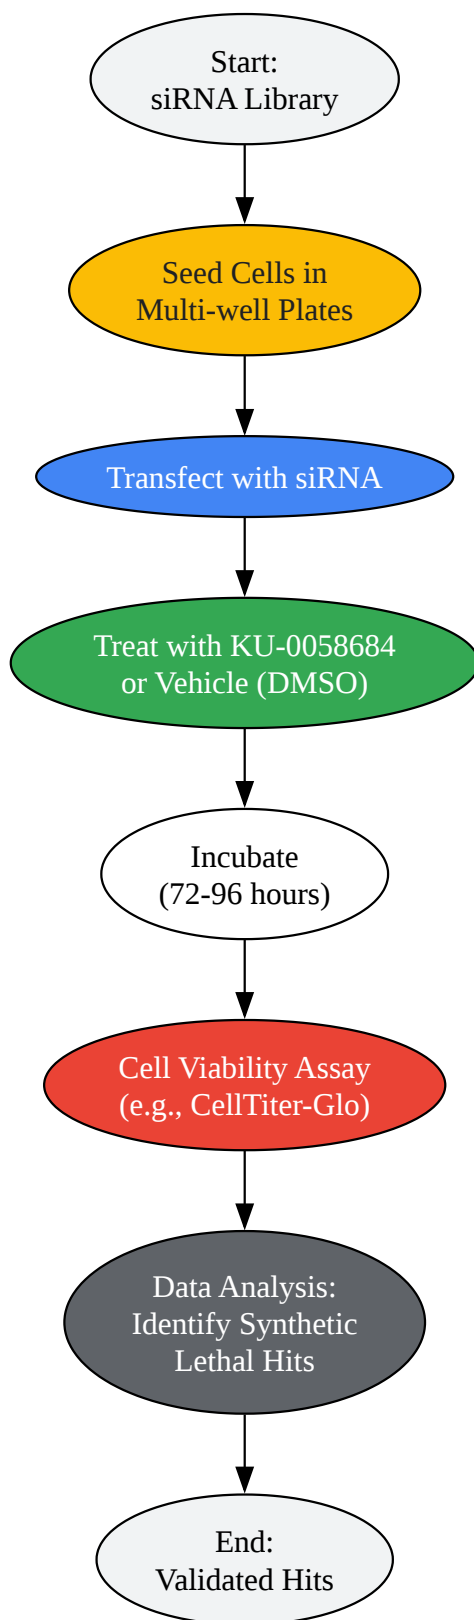 Start:
siRNA Library
Seed Cells in
Multi-well Plates
Transfect with siRNA
Treat with KU-0058684
or Vehicle (DMSO)
Incubate
(72-96 hours)
Cell Viability Assay
(e.g., CellTiter-Glo)
Data Analysis:
Identify Synthetic
Lethal Hits
End:
Validated Hits